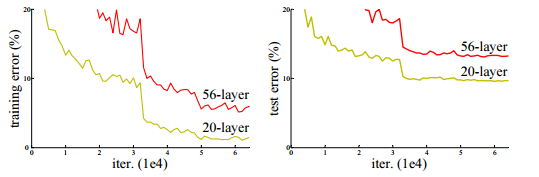 20
10
0
0 1 2 3 4 5 6
training error (%)
iter. (1e4)
56-layer
20-layer
20
10
0
0 1 2 3 4 5 6
test error (%)
iter. (1e4)
56-layer
20-layer